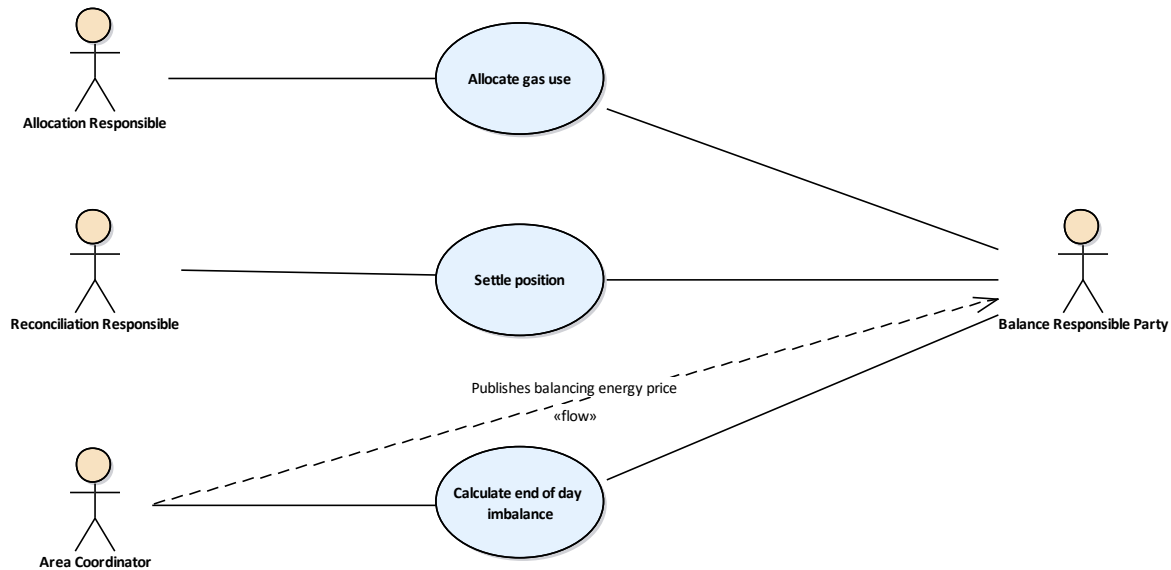 Allocate gas use
Allocation Responsible
Settle position
Reconciliation Responsible
Balance Responsible Party
Publishes balancing energy price
«flow»
Calculate end of day
imbalance
Area Coordinator